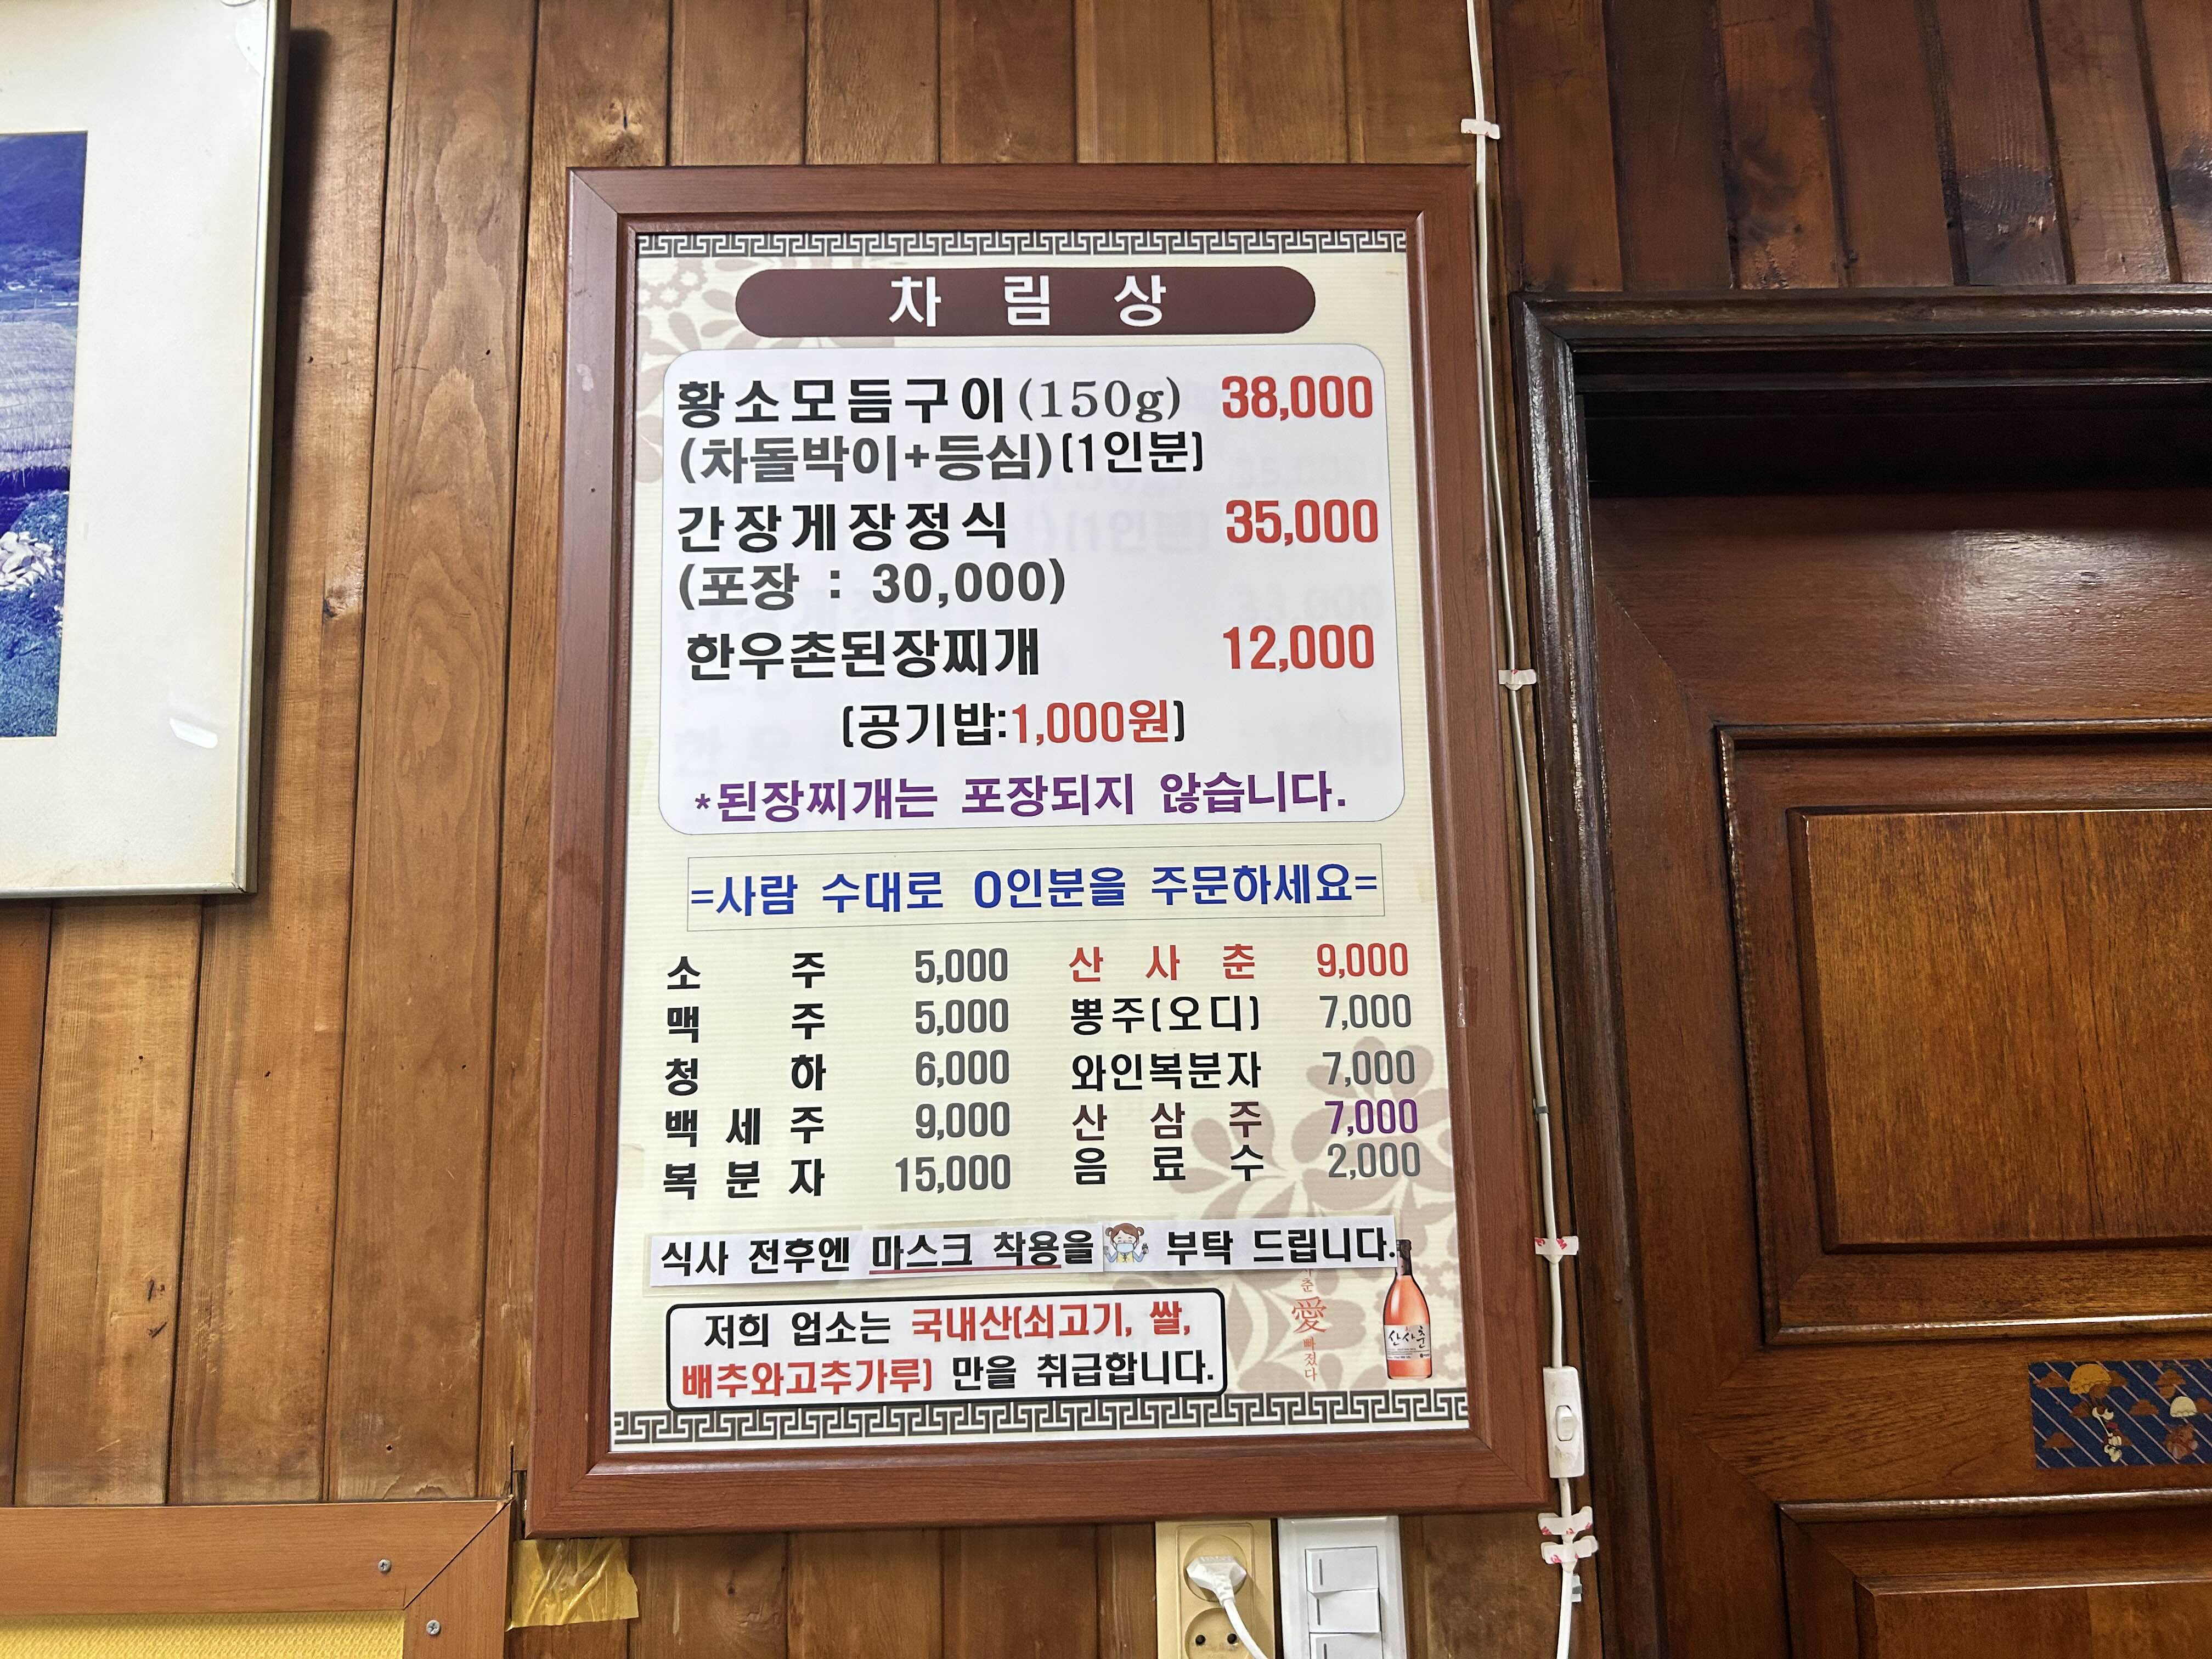 차 림 상
황소모듬구이(150g) 38,000
(차돌박이+등심)[1인분]
간장게장정식 35,000
(포장 : 30,000)
한우촌된장찌개 12,000
[공기밥:1,000원]
*된장찌개는 포장되지 않습니다.
=사람 수대로 0인분을 주문하세요=
소 주 5,000 산 사 춘 9,000
맥 주 5,000 뽕주[오디] 7,000
청 하 6,000 와인복분자 7,000
백 세 주 9,000 산 삼 주 7,000
복 분 자 15,000 음 료 수 2,000
식사 전후엔 마스크 착용을 부탁 드립니다.
저희 업소는 국내산[쇠고기, 쌀,
배추와고추가루] 만을 취급합니다.
춘
愛
빠졌다
산사춘